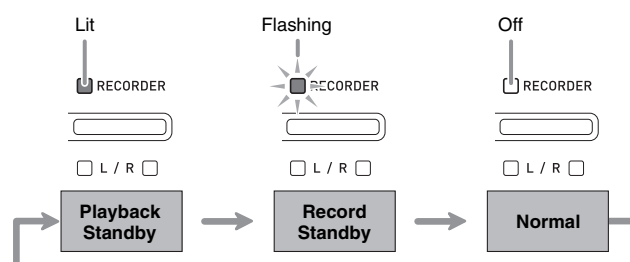 Lit Flashing Off
RECORDER RECORDER RECORDER
L / R L / R L / R
Playback Standby
Record Standby
Normal